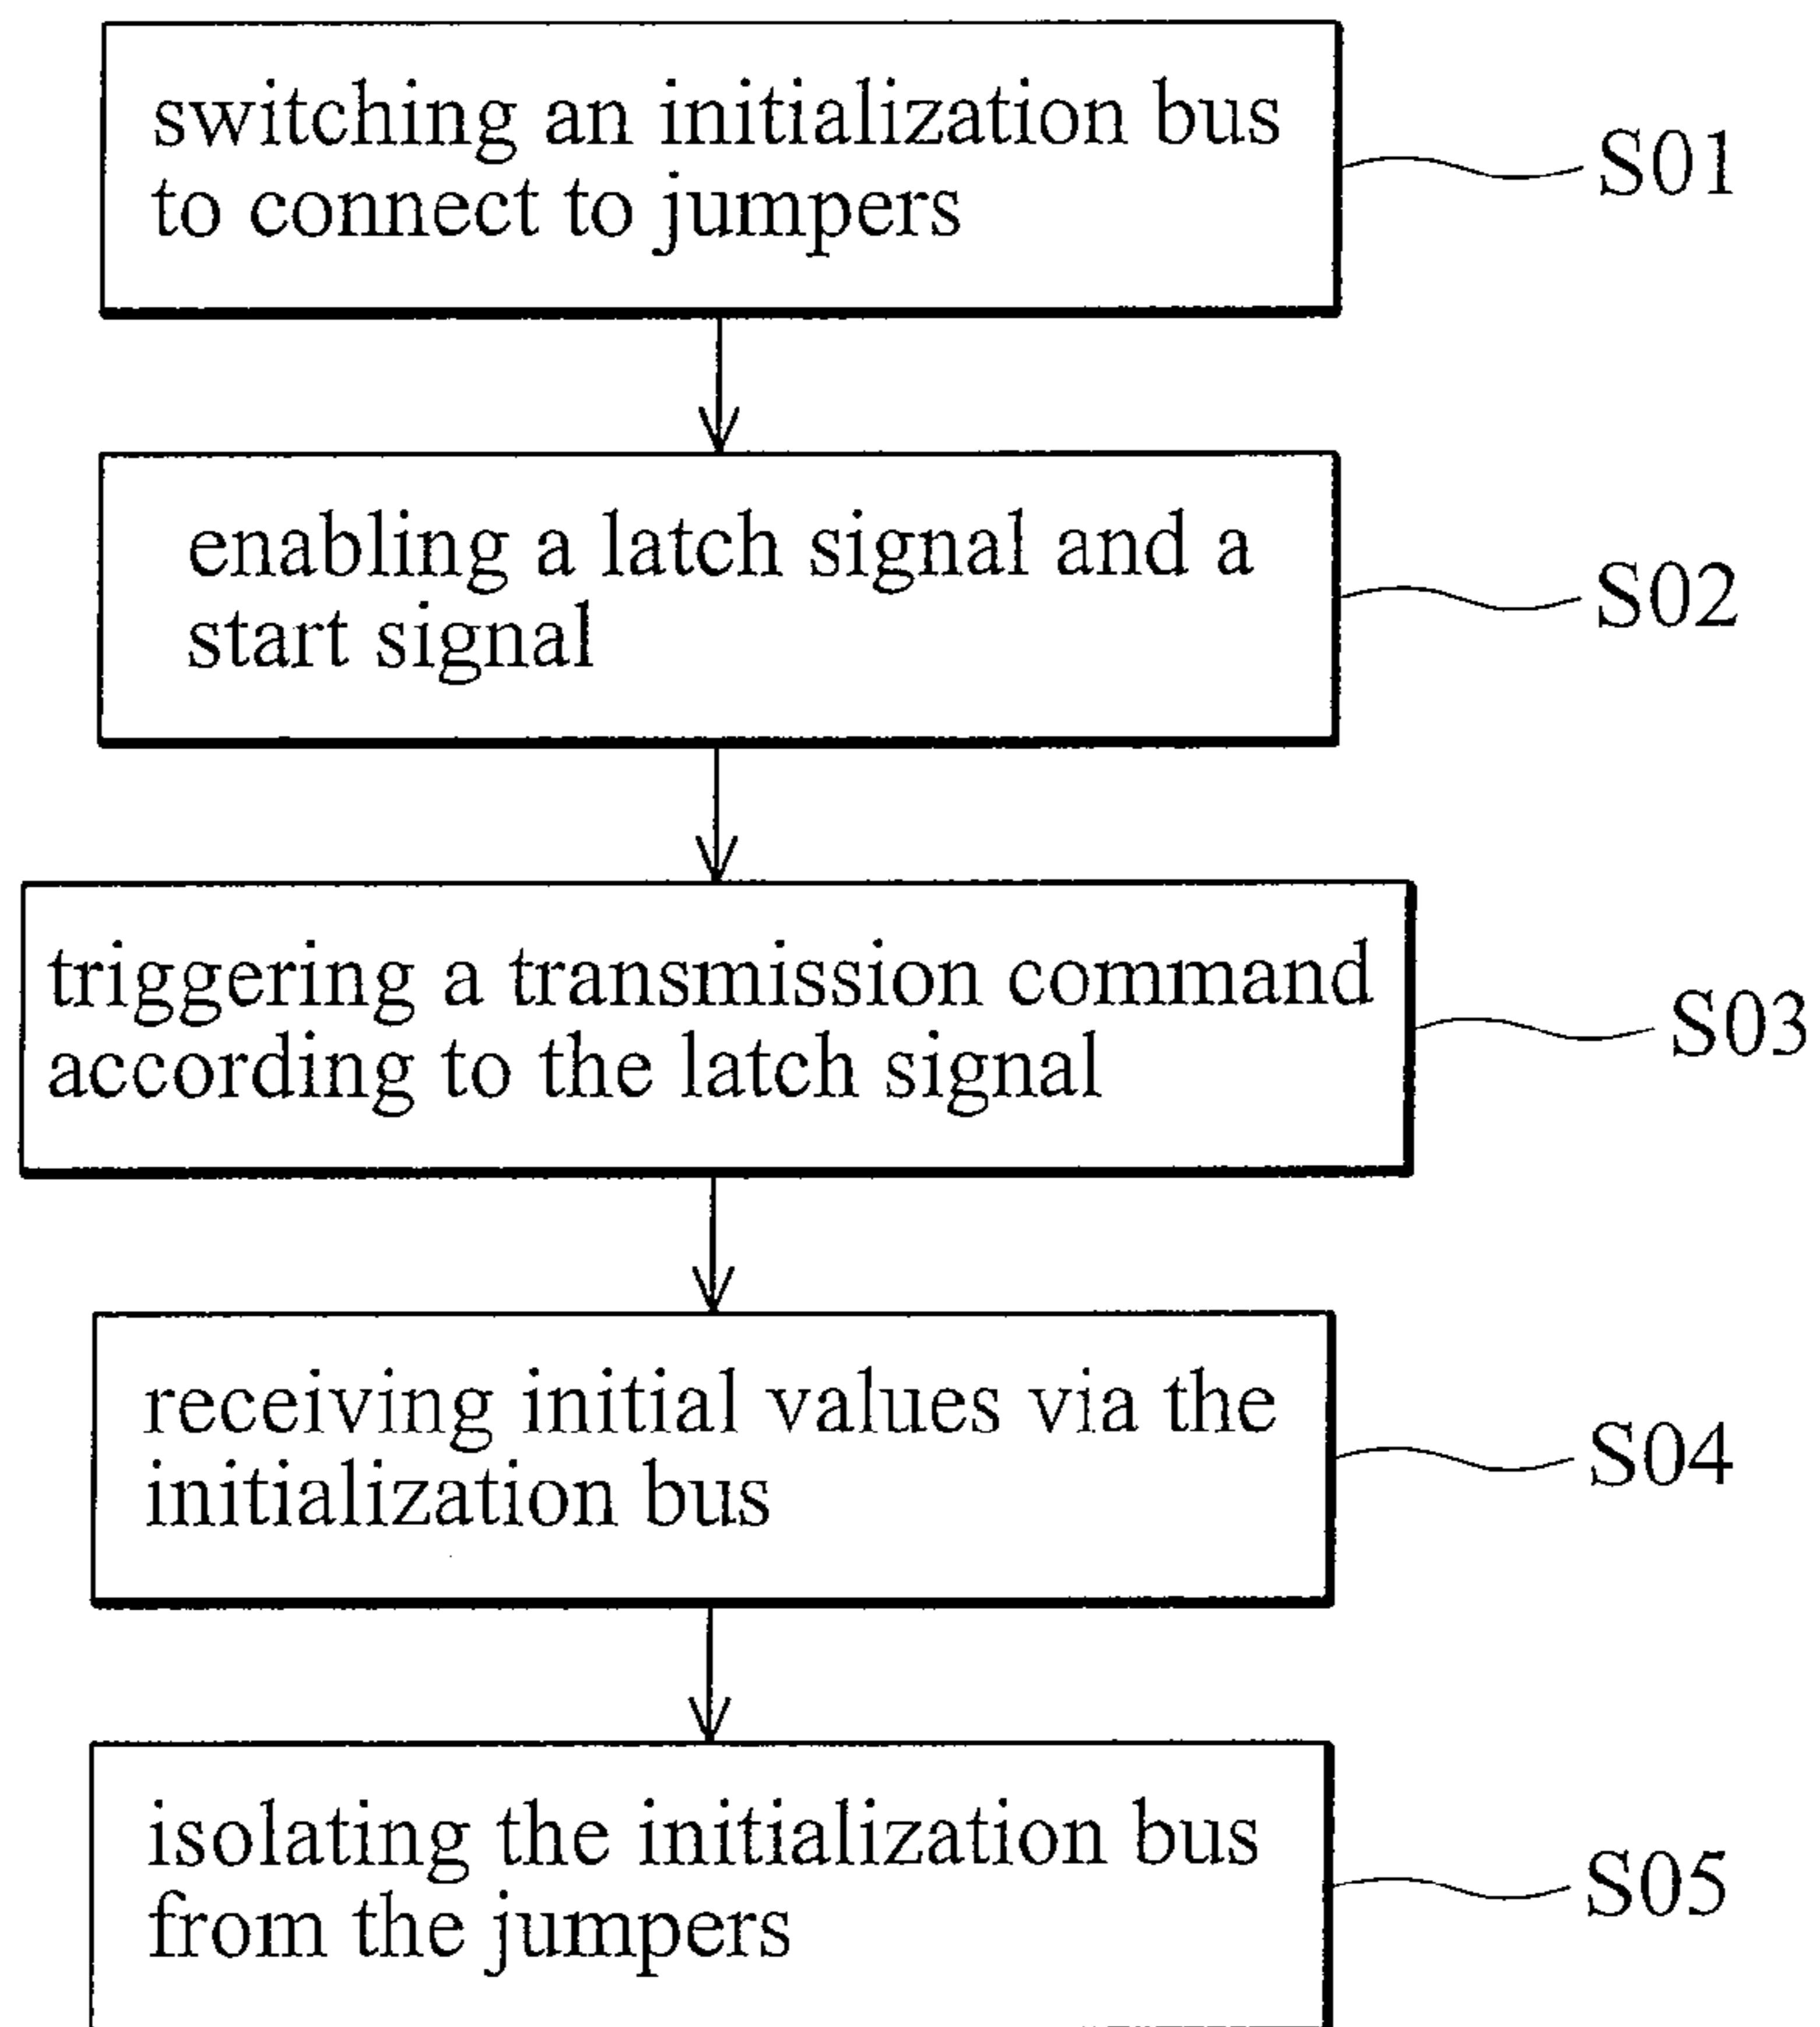 switching an initialization bus
to connect to jumpers
S01
enabling a latch signal and a
start signal
S02
triggering a transmission command
according to the latch signal
S03
receiving initial values via the
initialization bus
S04
isolating the initialization bus
from the jumpers
S05